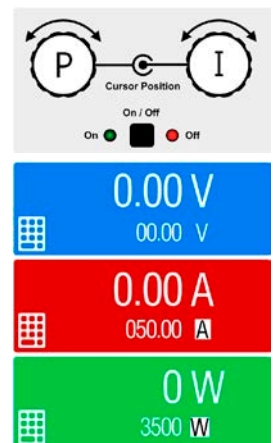 P
I
Cursor Position
On / Off
On
Off
0.00 V
00.00 V
0.00 A
050.00 A
0 W
3500 W